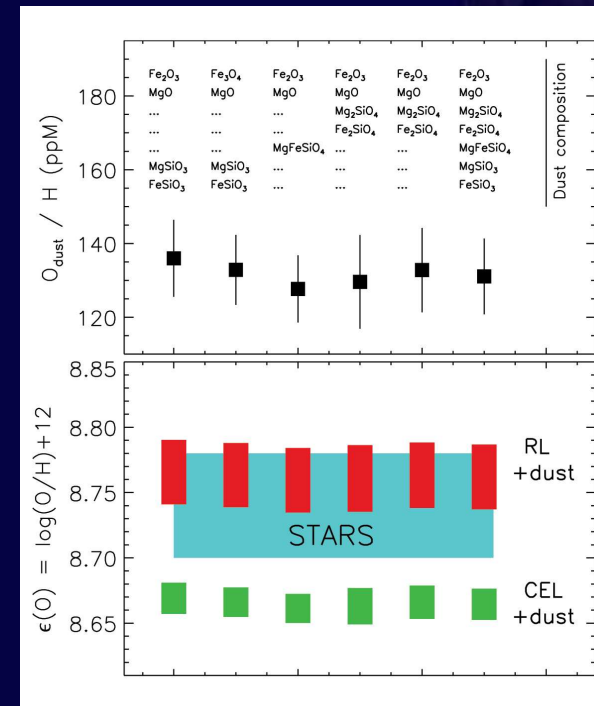 O_dust / H (ppM)
180
160
140
120
Fe₂O₃ Fe₃O₄ Fe₂O₃ Fe₂O₃ Fe₂O₃ Fe₂O₃
MgO MgO MgO MgO MgO MgO
... ... ... Mg₂SiO₄ Mg₂SiO₄ Mg₂SiO₄
... ... ... Fe₂SiO₄ Fe₂SiO₄ Fe₂SiO₄
... ... MgFeSiO₄ ... ... MgFeSiO₄
MgSiO₃ MgSiO₃ ... ... ... MgSiO₃
FeSiO₃ FeSiO₃ ... ... ... FeSiO₃
Dust composition
ε(O) = log(O/H)+12
8.85
8.80
8.75
8.70
8.65
RL
+dust
STARS
CEL
+dust